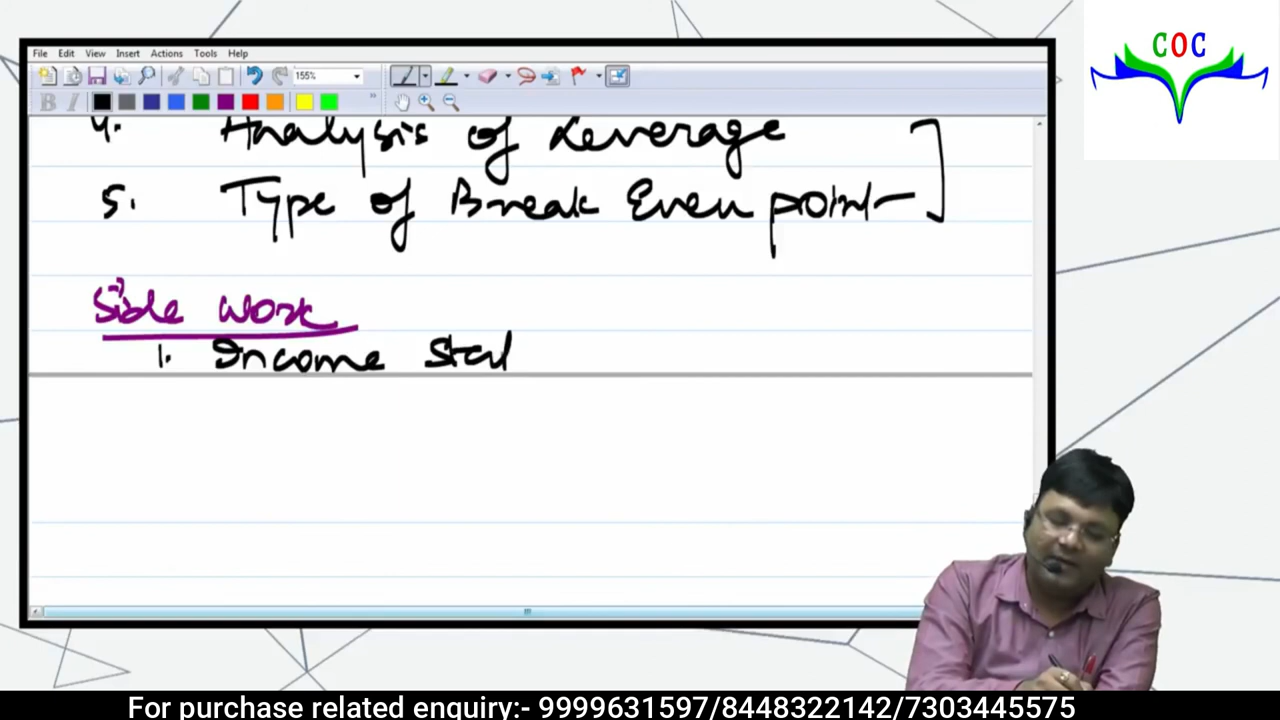 COC
File Edit View Insert Actions Tools Help
155%
B I
4. Analysis of Leverage
5. Type of Break Even point
Side Work
1. Income Stat
For purchase related enquiry:- 9999631597/8448322142/7303445575